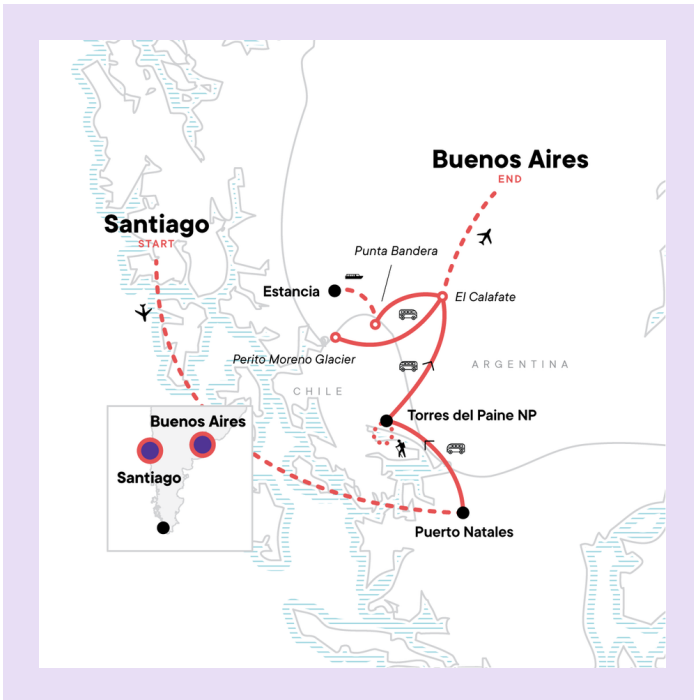 Buenos Aires
END
Santiago
START
Punta Bandera
Estancia
El Calafate
Perito Moreno Glacier
ARGENTINA
CHILE
Torres del Paine NP
Buenos Aires
Santiago
Puerto Natales